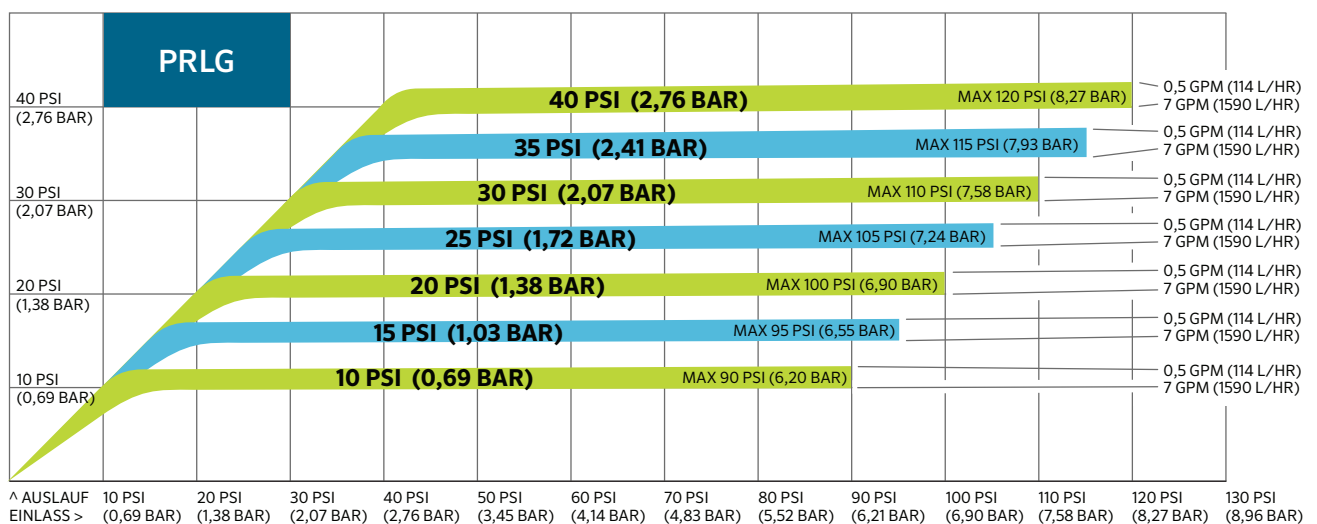 PRLG
40 PSI
(2,76 BAR)
40 PSI (2,76 BAR)
MAX 120 PSI (8,27 BAR)
0,5 GPM (114 L/HR)
7 GPM (1590 L/HR)
35 PSI (2,41 BAR)
MAX 115 PSI (7,93 BAR)
0,5 GPM (114 L/HR)
7 GPM (1590 L/HR)
30 PSI
(2,07 BAR)
30 PSI (2,07 BAR)
MAX 110 PSI (7,58 BAR)
0,5 GPM (114 L/HR)
7 GPM (1590 L/HR)
25 PSI (1,72 BAR)
MAX 105 PSI (7,24 BAR)
0,5 GPM (114 L/HR)
7 GPM (1590 L/HR)
20 PSI
(1,38 BAR)
20 PSI (1,38 BAR)
MAX 100 PSI (6,90 BAR)
0,5 GPM (114 L/HR)
7 GPM (1590 L/HR)
15 PSI (1,03 BAR)
MAX 95 PSI (6,55 BAR)
0,5 GPM (114 L/HR)
7 GPM (1590 L/HR)
10 PSI
(0,69 BAR)
10 PSI (0,69 BAR)
MAX 90 PSI (6,20 BAR)
0,5 GPM (114 L/HR)
7 GPM (1590 L/HR)
^ AUSLAUF
EINLASS >
10 PSI
(0,69 BAR)
20 PSI
(1,38 BAR)
30 PSI
(2,07 BAR)
40 PSI
(2,76 BAR)
50 PSI
(3,45 BAR)
60 PSI
(4,14 BAR)
70 PSI
(4,83 BAR)
80 PSI
(5,52 BAR)
90 PSI
(6,21 BAR)
100 PSI
(6,90 BAR)
110 PSI
(7,58 BAR)
120 PSI
(8,27 BAR)
130 PSI
(8,96 BAR)